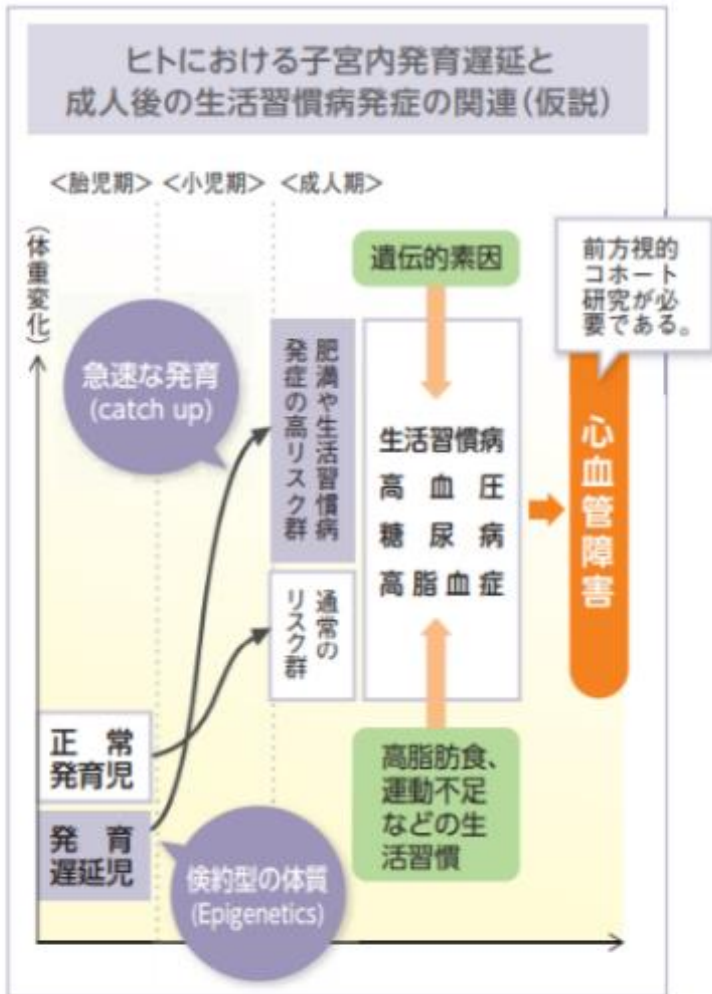 ヒトにおける子宮内発育遅延と
成人後の生活習慣病発症の関連(仮説)
<胎児期>
<小児期>
<成人期>
(体重変化)
急速な発育
(catch up)
肥満や生活習慣病
発症の高リスク群
通常の
リスク群
正常
発育児
発育
遅延児
倹約型の体質
(Epigenetics)
遺伝的素因
生活習慣病
高血圧
糖尿病
高脂血症
高脂肪食、
運動不足
などの生
活習慣
前方視的
コホート
研究が必
要である。
心血管障害